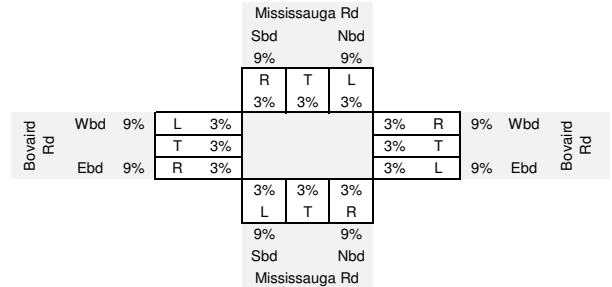 Mississauga Rd
Sbd Nbd
9% 9%
R T L
3% 3% 3%
Bovaird Rd Wbd 9% L 3% 3% R 9% Wbd Bovaird Rd
T 3% 3% T
Ebd 9% R 3% 3% L 9% Ebd
3% 3% 3%
L T R
9% 9%
Sbd Nbd
Mississauga Rd